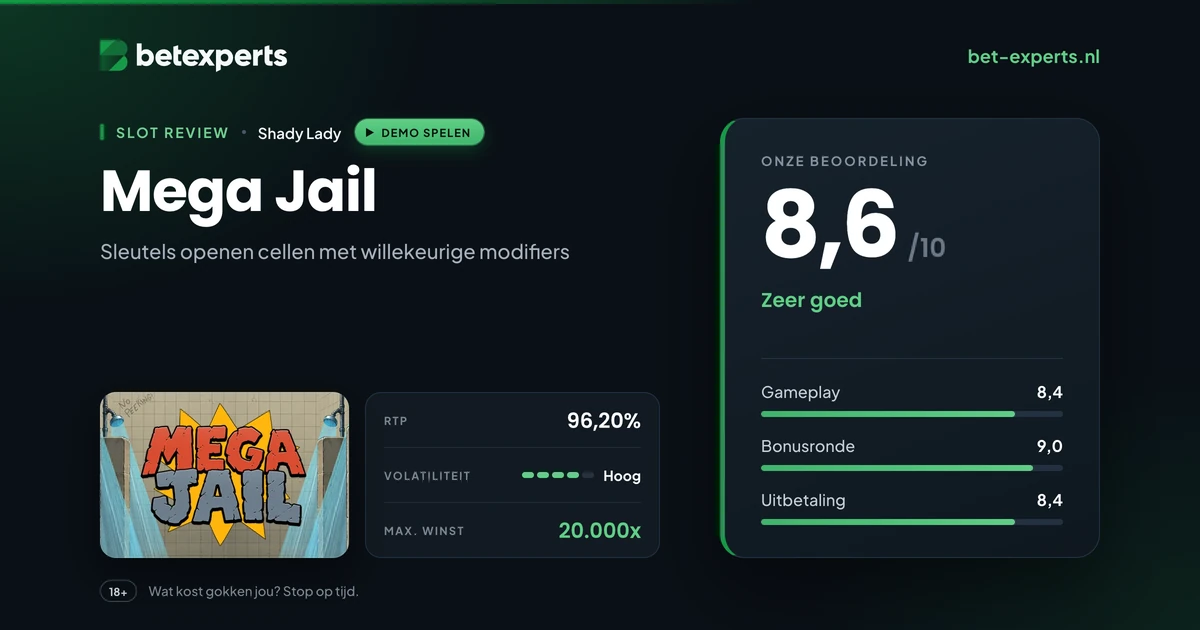 betexperts
bet-experts.nl
SLOT REVIEW • Shady Lady ▶ DEMO SPELEN
Mega Jail
Sleutels openen cellen met willekeurige modifiers
ONZE BEOORDELING
8,6 /10
Zeer goed
Gameplay 8,4
Bonusronde 9,0
Uitbetaling 8,4
NO PEEING!
MEGA
JAIL
RTP 96,20%
VOLATILITEIT Hoog
MAX. WINST 20.000x
18+ Wat kost gokken jou? Stop op tijd.